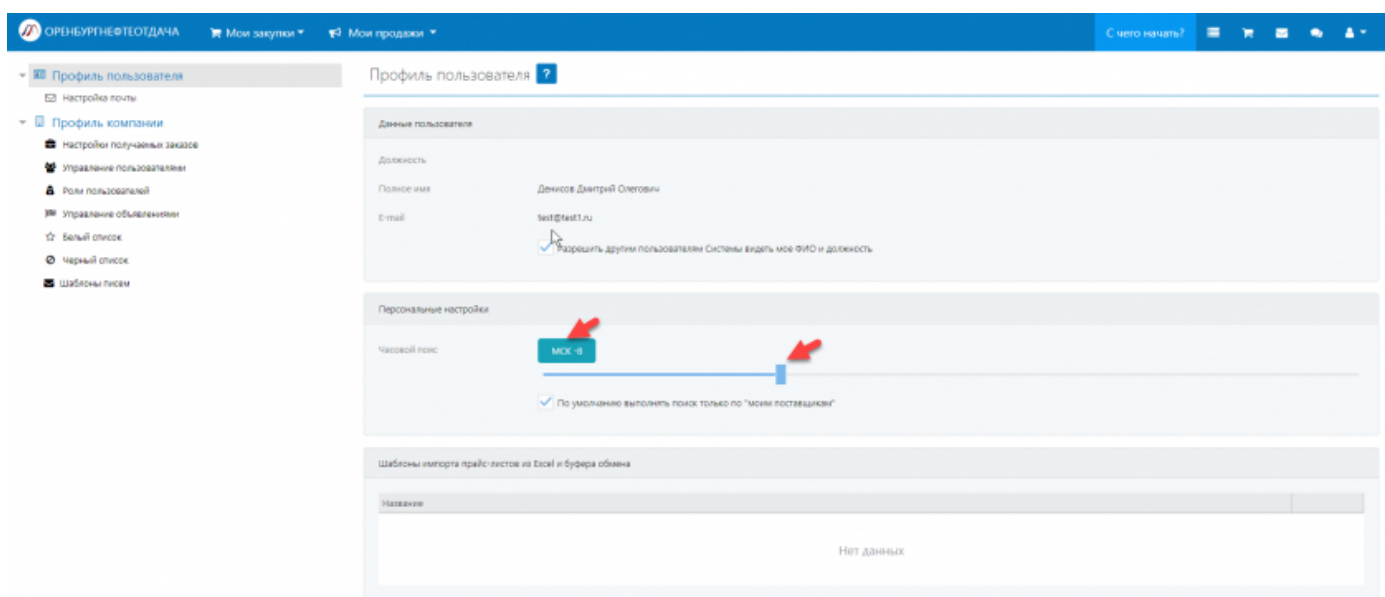 ОРЕНБУРГНЕФТЕОТДАЧА Мои закупки Мои продажи С чего начать?
Профиль пользователя
Настройка почты
Профиль компании
Настройки получаемых заказов
Управление пользователями
Роли пользователей
Управление объявлениями
Белый список
Черный список
Шаблоны писем
Профиль пользователя ?
Данные пользователя
Должность
Полное имя Денисов Дмитрий Олегович
E-mail test@test1.ru
Разрешить другим пользователям Системы видеть мое ФИО и должность
Персональные настройки
Часовой пояс МСК -8
По умолчанию выполнять поиск только по "моим поставщикам"
Шаблоны импорта прайс-листов из Excel и буфера обмена
Название
Нет данных